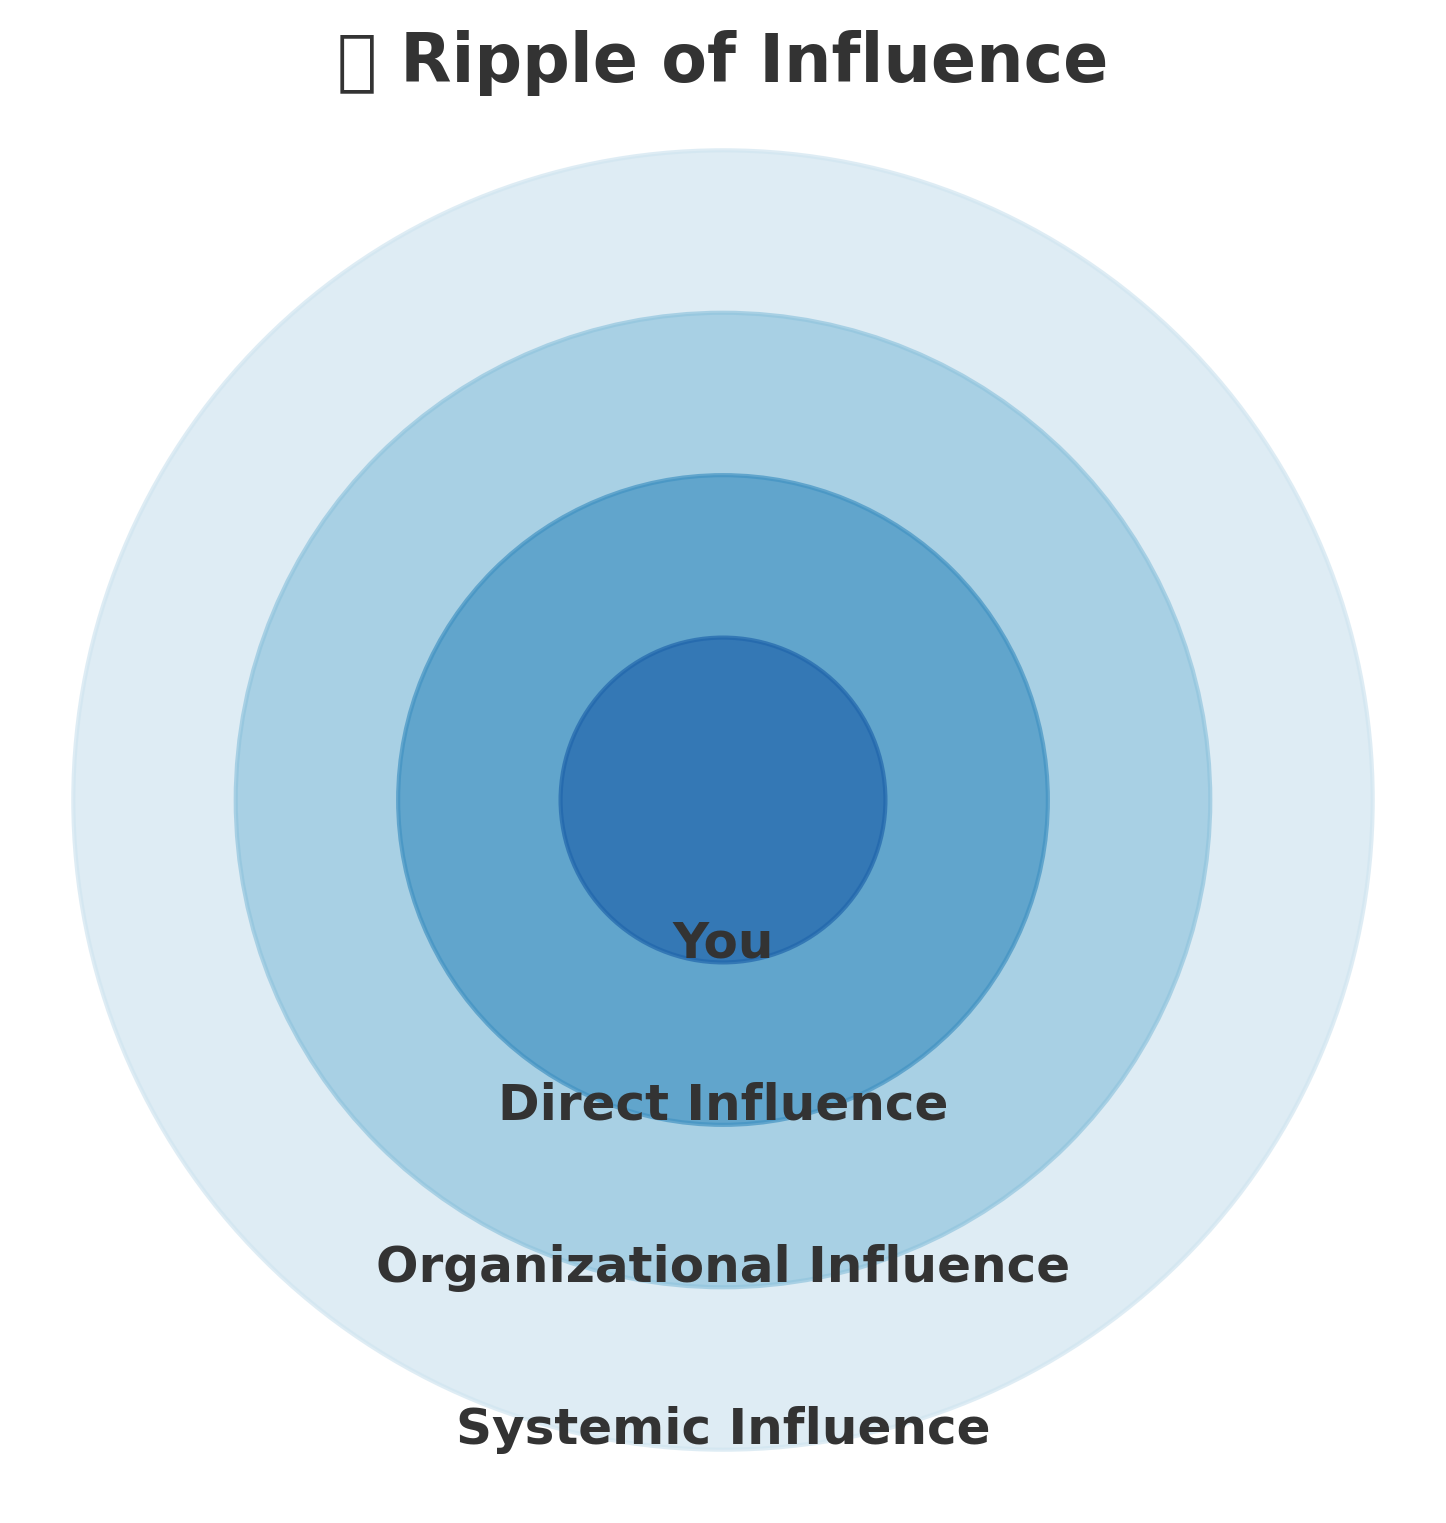 Ripple of Influence
You
Direct Influence
Organizational Influence
Systemic Influence